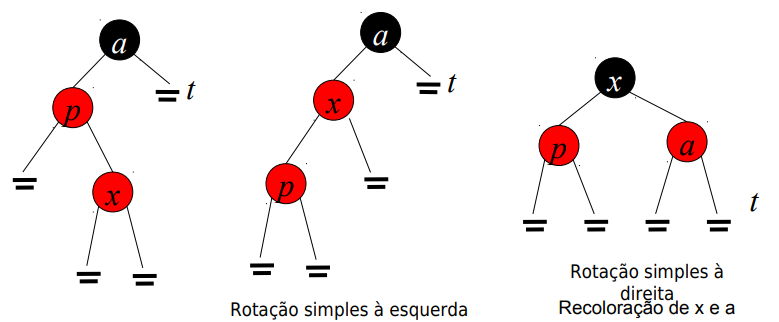 a
p
t
x
a
x
t
p
Rotação simples à esquerda
x
p
a
t
Rotação simples à
direita
Recoloração de x e a